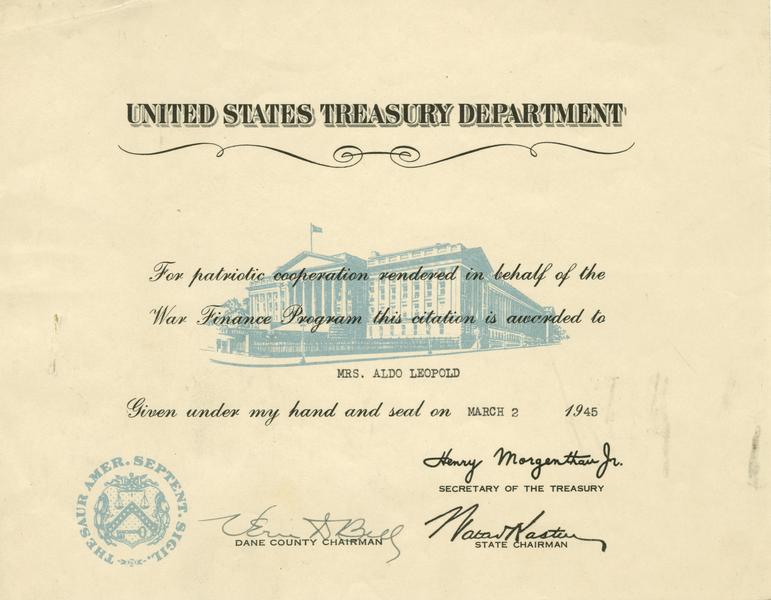 UNITED STATES TREASURY DEPARTMENT
For patriotic cooperation rendered in behalf of the
War Finance Program this citation is awarded to
MRS. ALDO LEOPOLD
Given under my hand and seal on MARCH 2 1945
Henry Morgenthau Jr.
SECRETARY OF THE TREASURY
THESAUR. AMER. SEPTENT. SIGIL.
DANE COUNTY CHAIRMAN
STATE CHAIRMAN